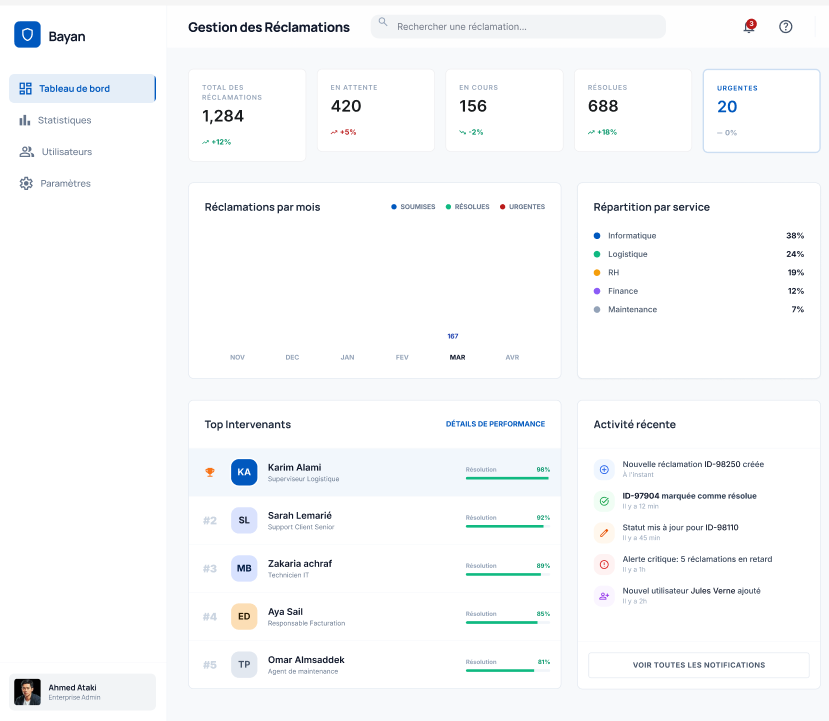 Bayan
Gestion des Réclamations
Rechercher une réclamation...
3
Tableau de bord
Statistiques
Utilisateurs
Paramètres
TOTAL DES
RÉCLAMATIONS
1,284
+12%
EN ATTENTE
420
+5%
EN COURS
156
-2%
RÉSOLUES
688
+18%
URGENTES
20
— 0%
Réclamations par mois
SOUMISES
RÉSOLUES
URGENTES
167
NOV
DEC
JAN
FEV
MAR
AVR
Répartition par service
Informatique 38%
Logistique 24%
RH 19%
Finance 12%
Maintenance 7%
Top Intervenants
DÉTAILS DE PERFORMANCE
KA
Karim Alami
Superviseur Logistique
Résolution 98%
#2
SL
Sarah Lemarié
Support Client Senior
Résolution 92%
#3
MB
Zakaria achraf
Technicien IT
Résolution 89%
#4
ED
Aya Sail
Responsable Facturation
Résolution 85%
#5
TP
Omar Almsaddek
Agent de maintenance
Résolution 81%
Activité récente
Nouvelle réclamation ID-98250 créée
À l'instant
ID-97904 marquée comme résolue
Il y a 12 min
Statut mis à jour pour ID-98110
Il y a 45 min
Alerte critique: 5 réclamations en retard
Il y a 1h
Nouvel utilisateur Jules Verne ajouté
Il y a 2h
VOIR TOUTES LES NOTIFICATIONS
Ahmed Ataki
Enterprise Admin